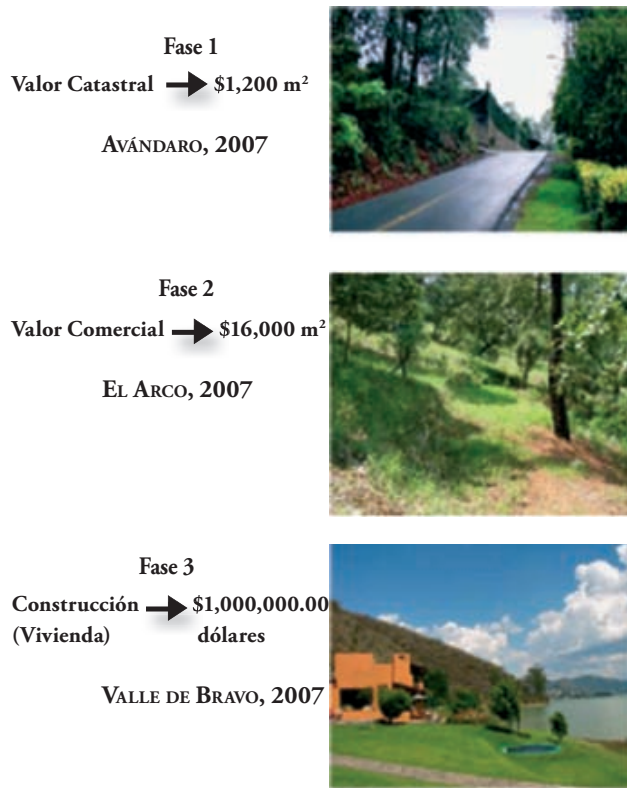 Fase 1
Valor Catastral → $1,200 m²
Avándaro, 2007
Fase 2
Valor Comercial → $16,000 m²
El Arco, 2007
Fase 3
Construcción → $1,000,000.00
(Vivienda) dólares
Valle de Bravo, 2007